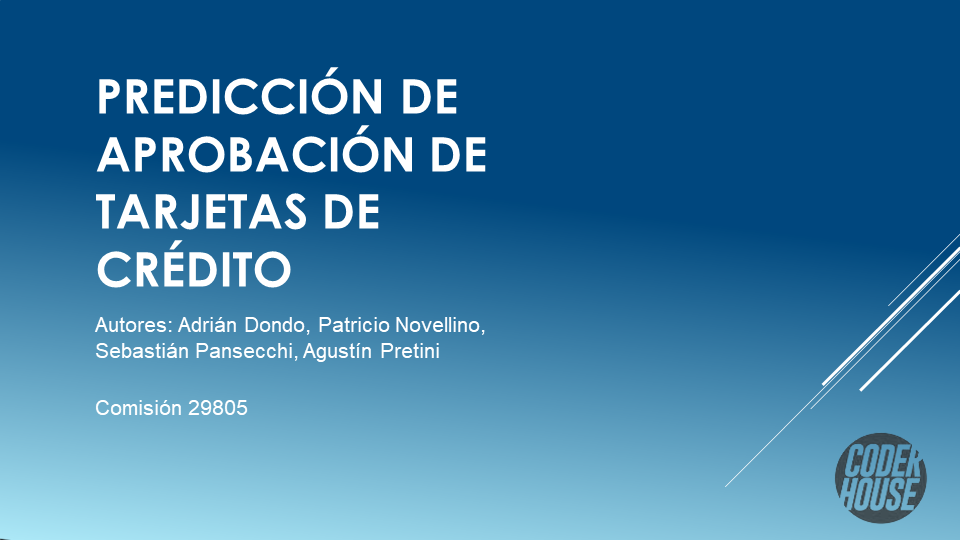 PREDICCIÓN DE
APROBACIÓN DE
TARJETAS DE
CRÉDITO
Autores: Adrián Dondo, Patricio Novellino,
Sebastián Pansecchi, Agustín Pretini
Comisión 29805
CODER
HOUSE